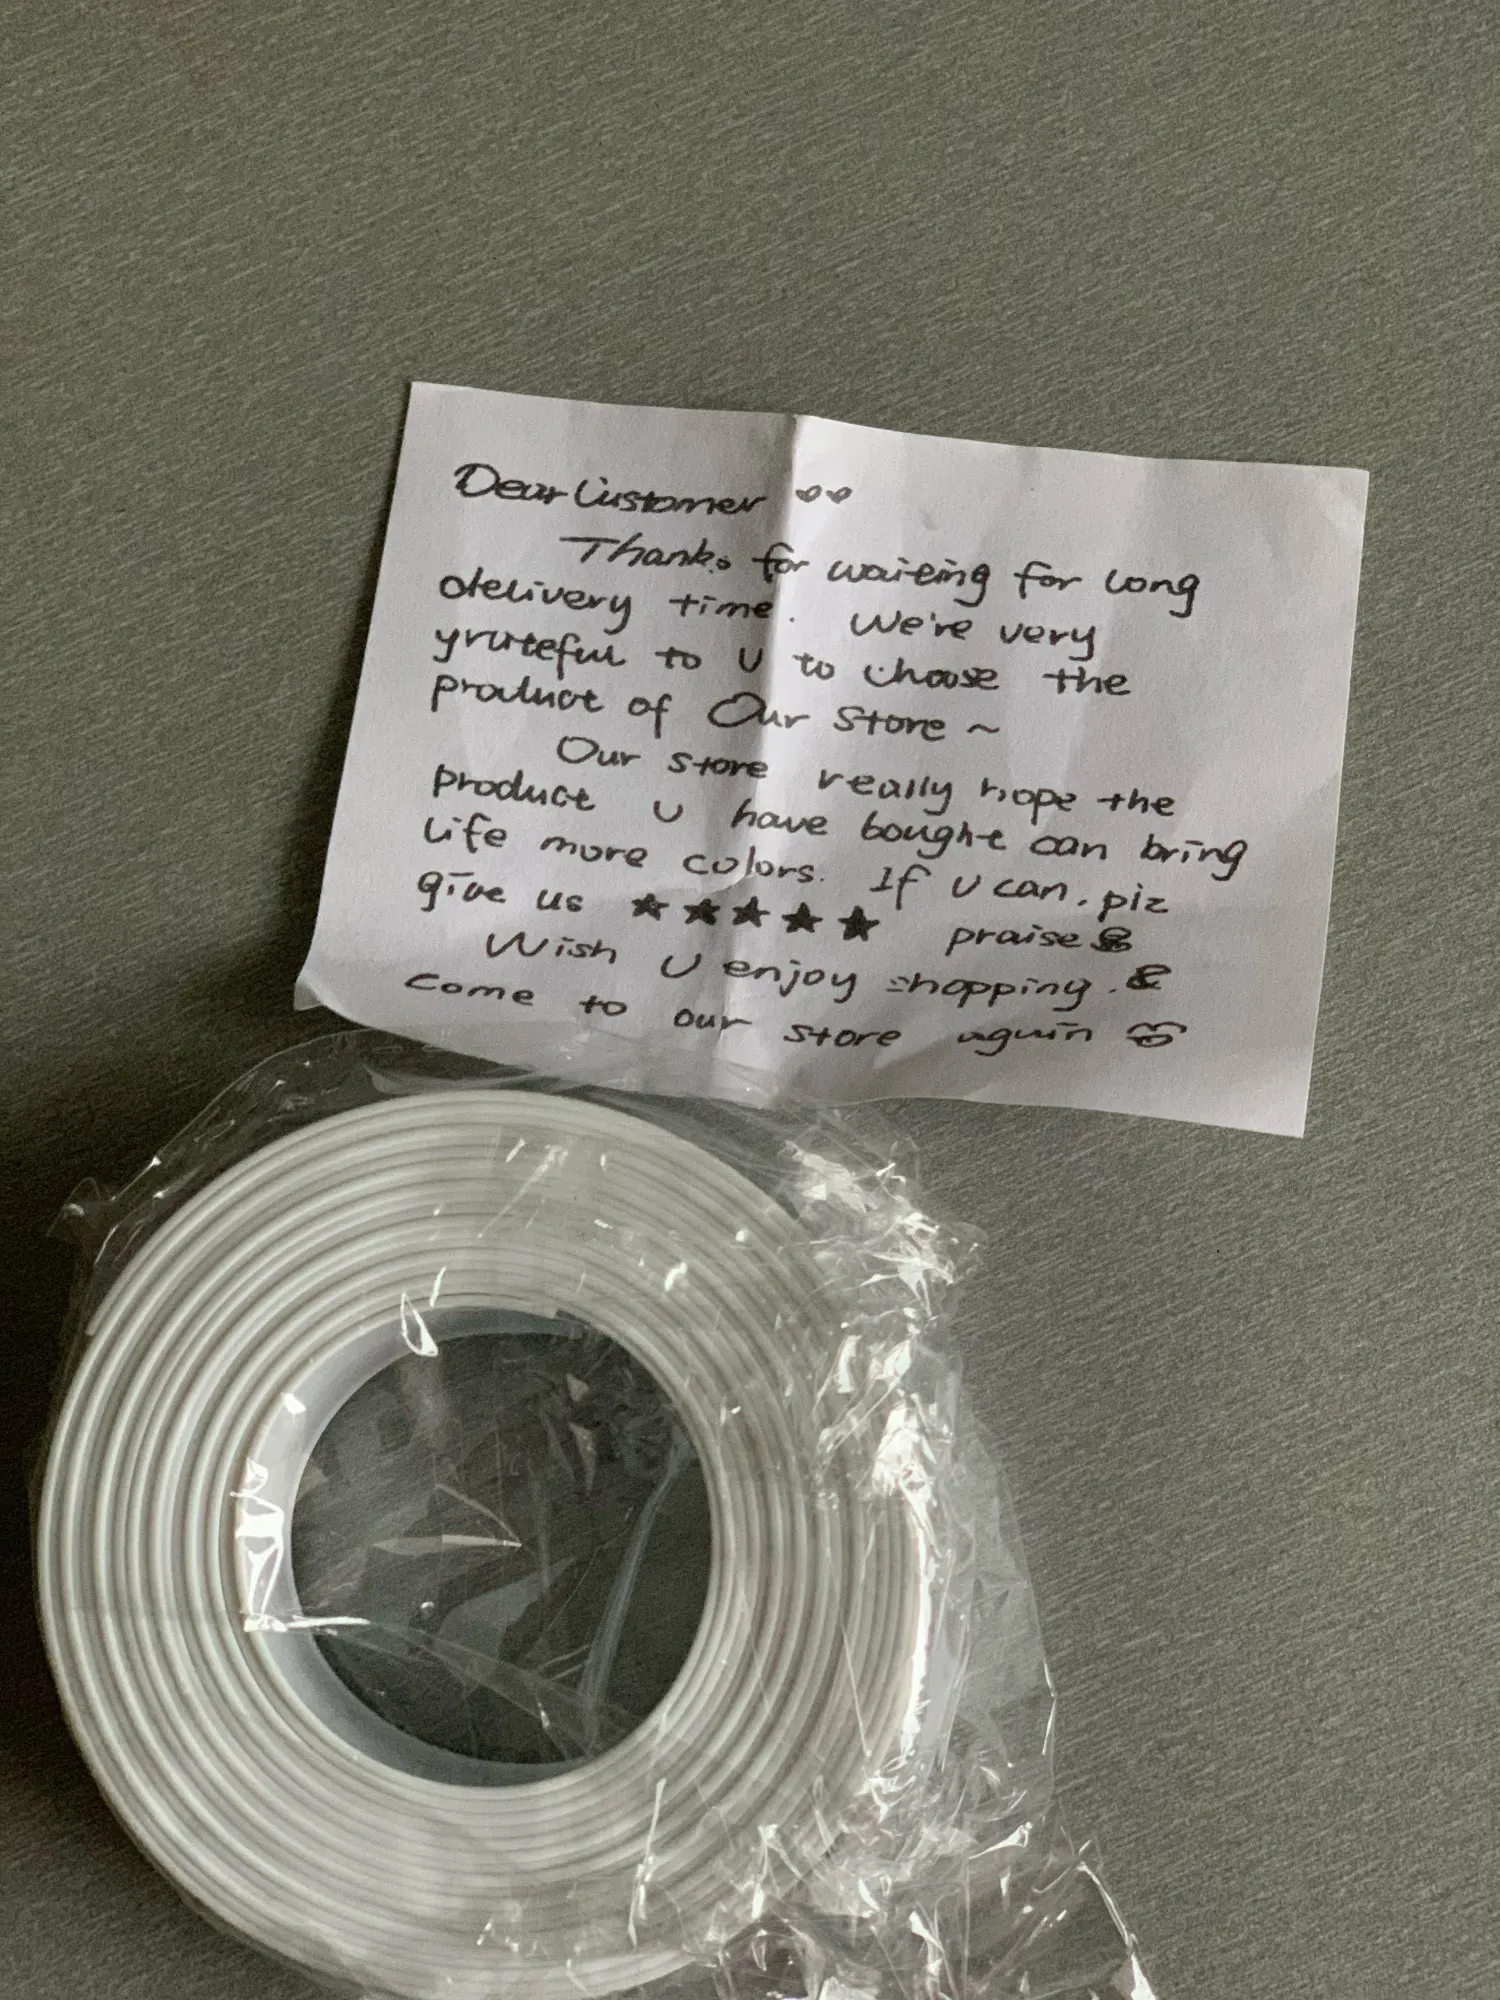 Dear Customer
Thanks for waiting for long
delivery time. We're very
grateful to U to choose the
product of Our Store ~
Our store really hope the
product U have bought can bring
life more colors. If U can, plz
give us ★★★★★ praise
Wish U enjoy shopping. &
come to our store again